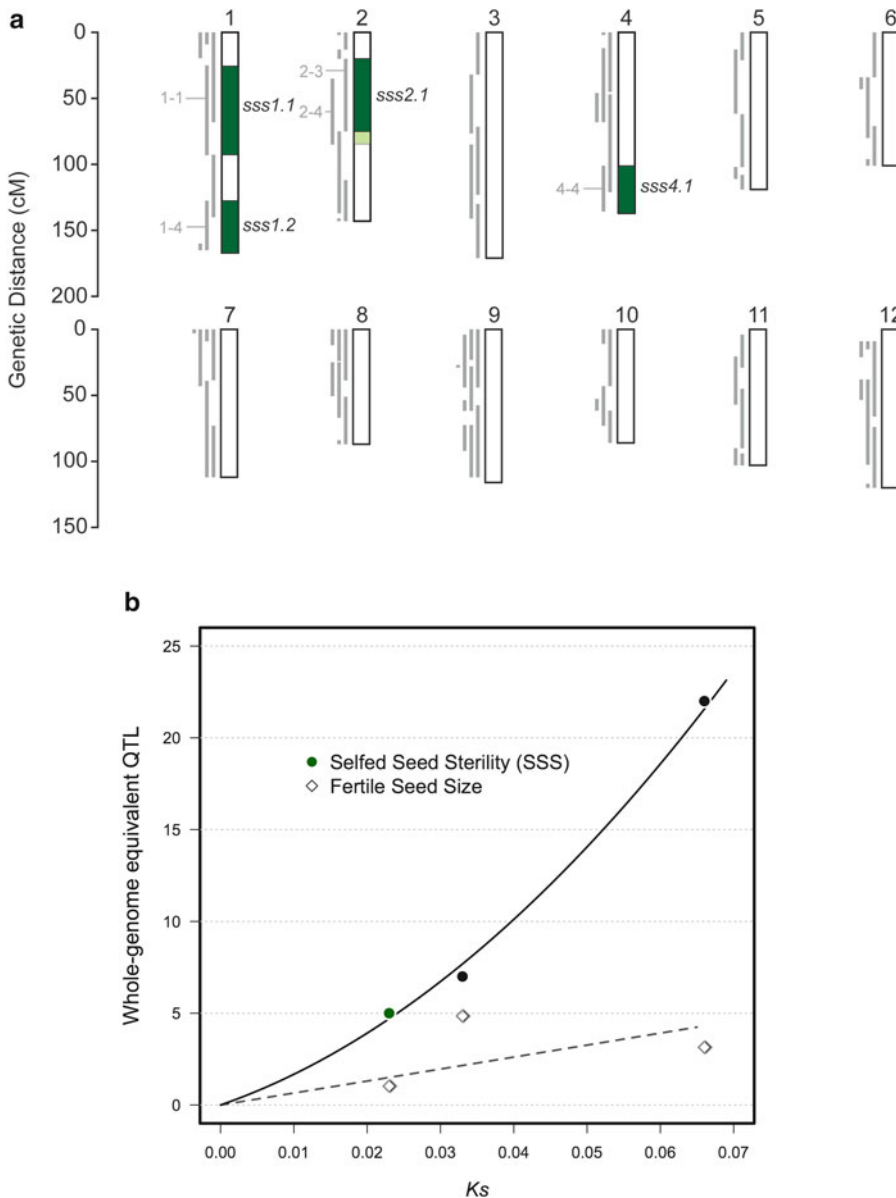 a
1 2 3 4 5 6
0
50
100
150
200
Genetic Distance (cM)
1-1
sss1.1
1-4
sss1.2
2-3
2-4
sss2.1
4-4
sss4.1
7 8 9 10 11 12
0
50
100
150
b
25
20
15
10
5
0
Whole-genome equivalent QTL
Selfed Seed Sterility (SSS)
Fertile Seed Size
0.00 0.01 0.02 0.03 0.04 0.05 0.06 0.07
Ks